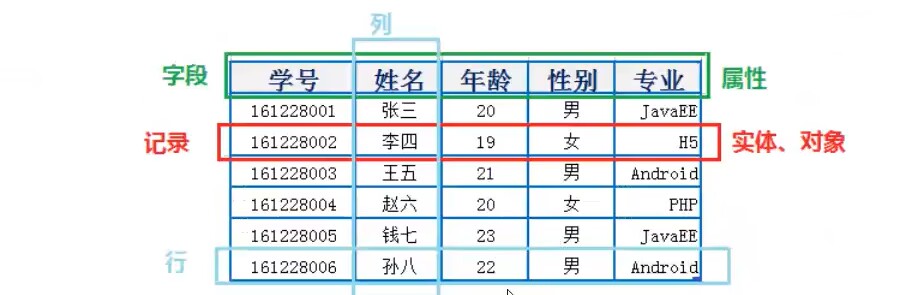 列
字段 学号 姓名 年龄 性别 专业 属性
161228001 张三 20 男 JavaEE
记录 161228002 李四 19 女 H5 实体、对象
161228003 王五 21 男 Android
161228004 赵六 20 女 PHP
161228005 钱七 23 男 JavaEE
行 161228006 孙八 22 男 Android